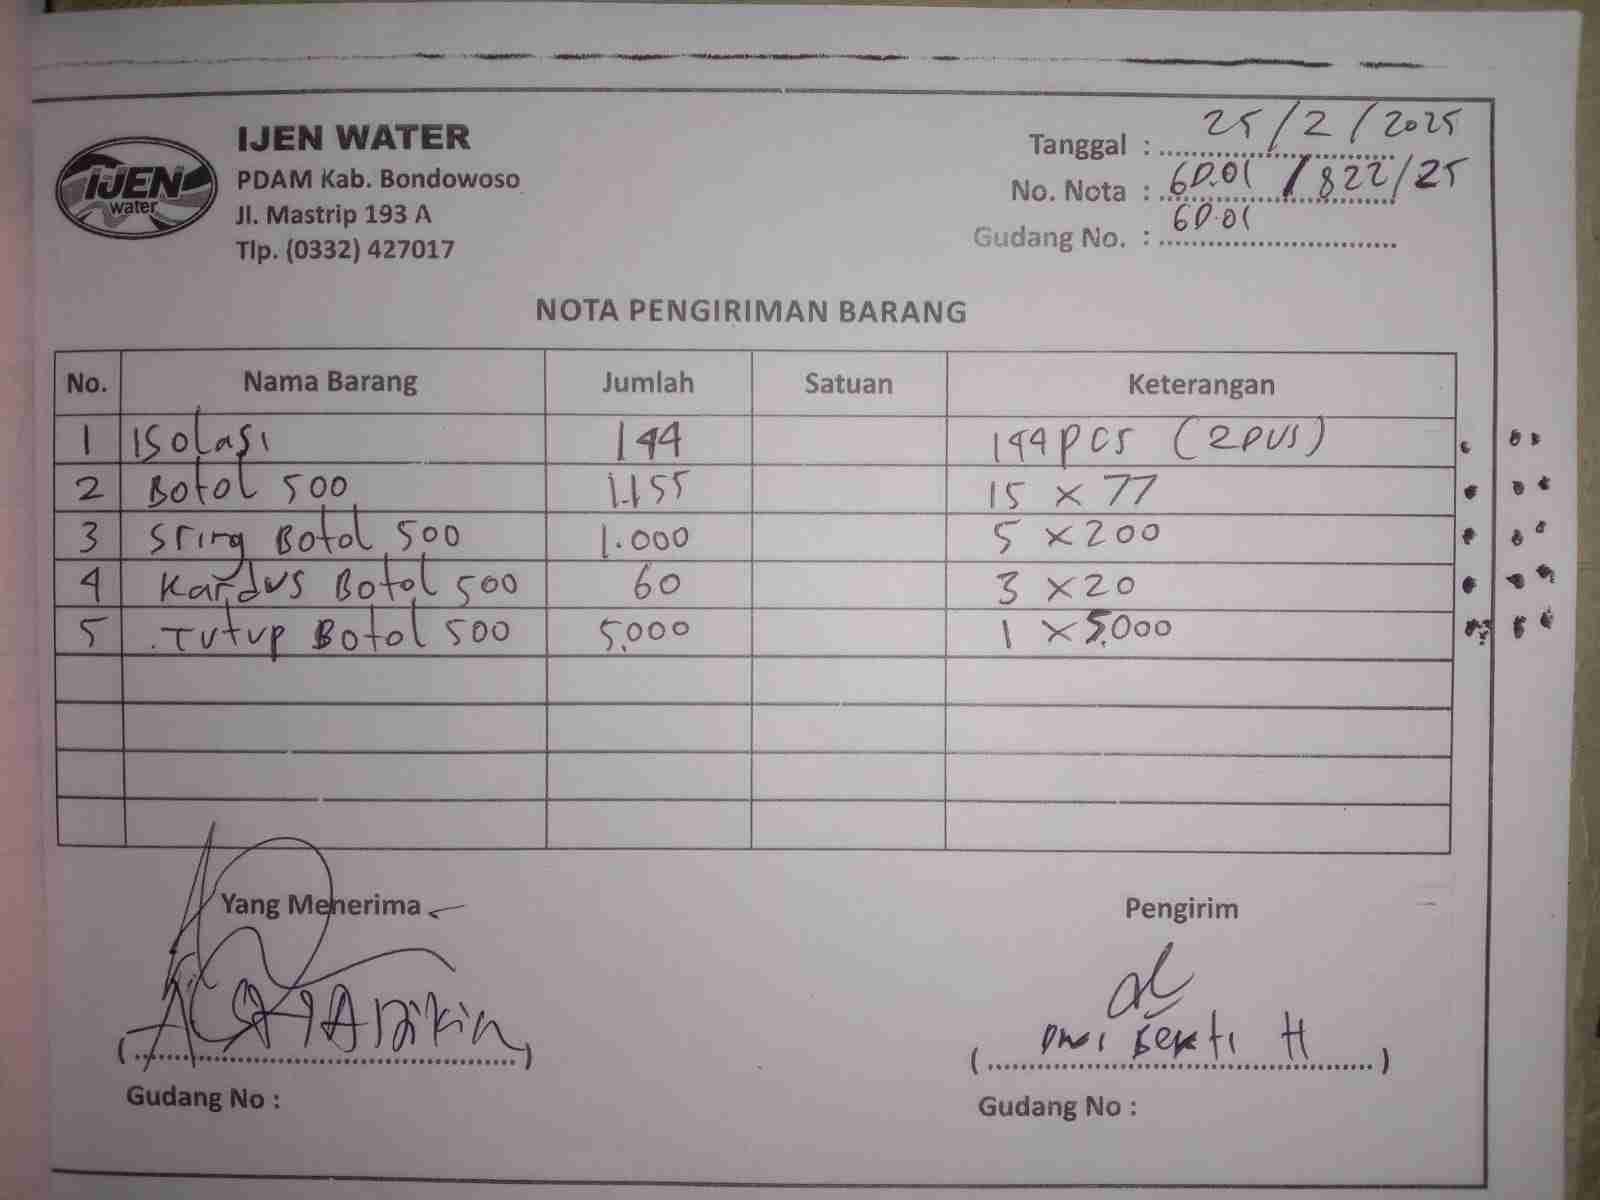 IJEN WATER
PDAM Kab. Bondowoso
Jl. Mastrip 193 A
Tlp. (0332) 427017
IJEN
water
Tanggal : 25/2/2025
No. Nota : 6D.01/822/25
Gudang No. : 6D.01
NOTA PENGIRIMAN BARANG
No. Nama Barang Jumlah Satuan Keterangan
1 Isolasi 144 144 pcs (2 DUS)
2 Botol 500 1.155 15 x 77
3 Sring Botol 500 1.000 5 x 200
4 Kardus Botol 500 60 3 x 20
5 Tutup Botol 500 5.000 1 x 5.000
Yang Menerima Pengirim
Dwi Bekti H
Gudang No : Gudang No :